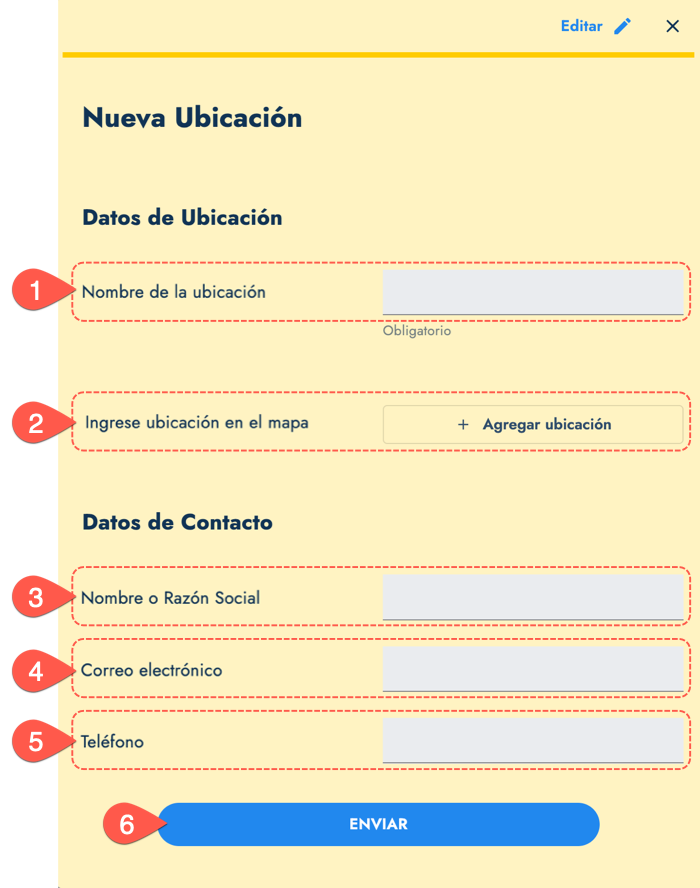 Editar
Nueva Ubicación
Datos de Ubicación
1 Nombre de la ubicación
Obligatorio
2 Ingrese ubicación en el mapa + Agregar ubicación
Datos de Contacto
3 Nombre o Razón Social
4 Correo electrónico
5 Teléfono
6 ENVIAR